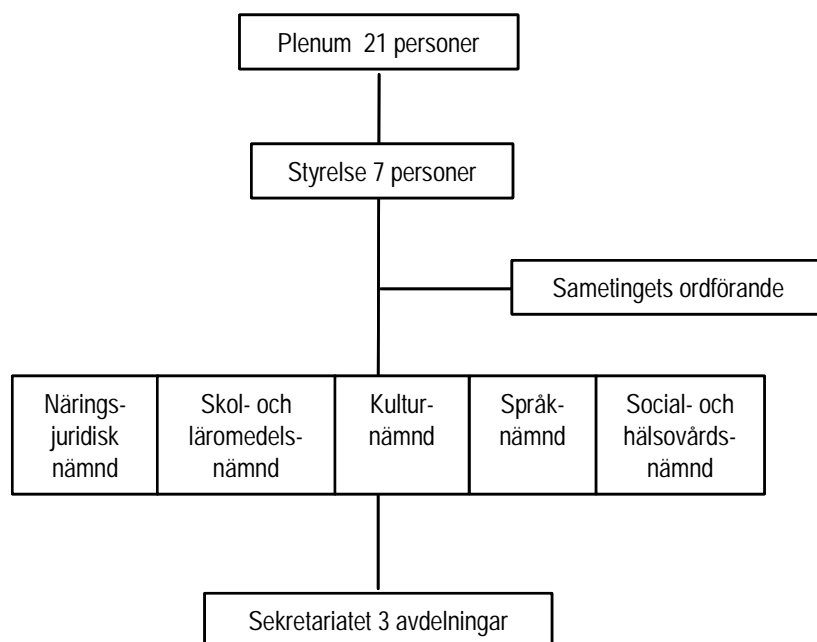 Plenum 21 personer
Styrelse 7 personer
Sametingets ordförande
Närings-
juridisk
nämnd
Skol- och
läromedels-
nämnd
Kultur-
nämnd
Språk-
nämnd
Social- och
hälsovårds-
nämnd
Sekretariatet 3 avdelningar